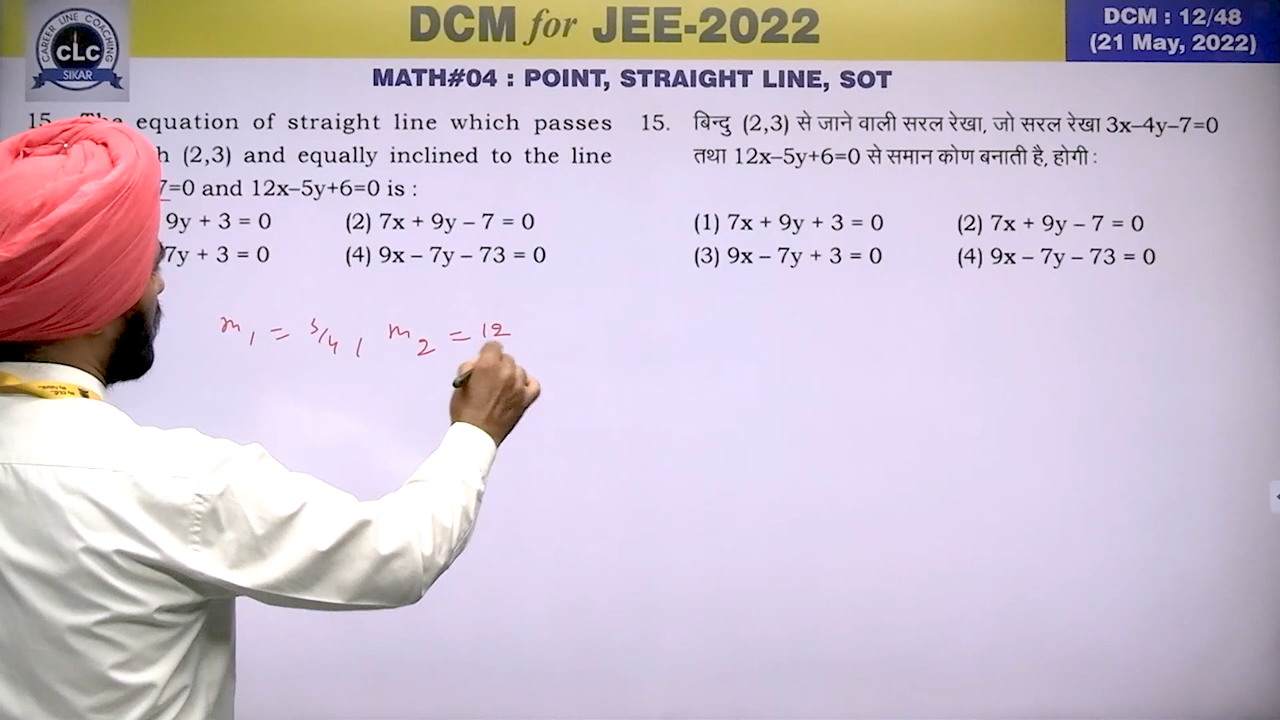 DCM for JEE-2022
DCM : 12/48
(21 May, 2022)
CAREER LINE COACHING
CLC
SIKAR
MATH#04 : POINT, STRAIGHT LINE, SOT
15. The equation of straight line which passes
h (2,3) and equally inclined to the line
7=0 and 12x–5y+6=0 is :
9y + 3 = 0 (2) 7x + 9y – 7 = 0
7y + 3 = 0 (4) 9x – 7y – 73 = 0
15. बिन्दु (2,3) से जाने वाली सरल रेखा, जो सरल रेखा 3x–4y–7=0
तथा 12x–5y+6=0 से समान कोण बनाती है, होगी :
(1) 7x + 9y + 3 = 0 (2) 7x + 9y – 7 = 0
(3) 9x – 7y + 3 = 0 (4) 9x – 7y – 73 = 0
m₁ = 3/4 , m₂ = 12